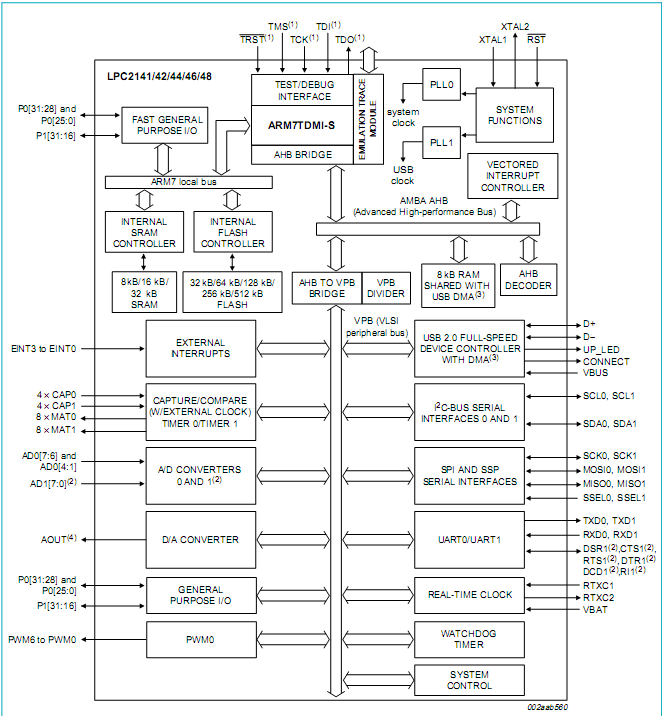 TMS(1) TDI(1)
TRST(1) TCK(1) TDO(1)
XTAL2
XTAL1 RST
LPC2141/42/44/46/48
P0[31:28] and
P0[25:0]
P1[31:16]
FAST GENERAL
PURPOSE I/O
TEST/DEBUG
INTERFACE
ARM7TDMI-S
AHB BRIDGE
EMULATION TRACE
MODULE
PLL0
system
clock
PLL1
USB
clock
SYSTEM
FUNCTIONS
VECTORED
INTERRUPT
CONTROLLER
ARM7 local bus
AMBA AHB
(Advanced High-performance Bus)
INTERNAL
SRAM
CONTROLLER
INTERNAL
FLASH
CONTROLLER
8 kB/16 kB/
32 kB
SRAM
32 kB/64 kB/128 kB/
256 kB/512 kB
FLASH
AHB TO VPB
BRIDGE
VPB
DIVIDER
8 kB RAM
SHARED WITH
USB DMA(3)
AHB
DECODER
VPB (VLSI
peripheral bus)
EINT3 to EINT0
EXTERNAL
INTERRUPTS
USB 2.0 FULL-SPEED
DEVICE CONTROLLER
WITH DMA(3)
D+
D−
UP_LED
CONNECT
VBUS
4 × CAP0
4 × CAP1
8 × MAT0
8 × MAT1
CAPTURE/COMPARE
(W/EXTERNAL CLOCK)
TIMER 0/TIMER 1
I2C-BUS SERIAL
INTERFACES 0 AND 1
SCL0, SCL1
SDA0, SDA1
AD0[7:6] and
AD0[4:1]
AD1[7:0](2)
A/D CONVERTERS
0 AND 1(2)
SPI AND SSP
SERIAL INTERFACES
SCK0, SCK1
MOSI0, MOSI1
MISO0, MISO1
SSEL0, SSEL1
AOUT(4)
D/A CONVERTER
UART0/UART1
TXD0, TXD1
RXD0, RXD1
DSR1(2),CTS1(2),
RTS1(2), DTR1(2)
DCD1(2),RI1(2)
P0[31:28] and
P0[25:0]
P1[31:16]
GENERAL
PURPOSE I/O
REAL-TIME CLOCK
RTXC1
RTXC2
VBAT
PWM6 to PWM0
PWM0
WATCHDOG
TIMER
SYSTEM
CONTROL
002aab560